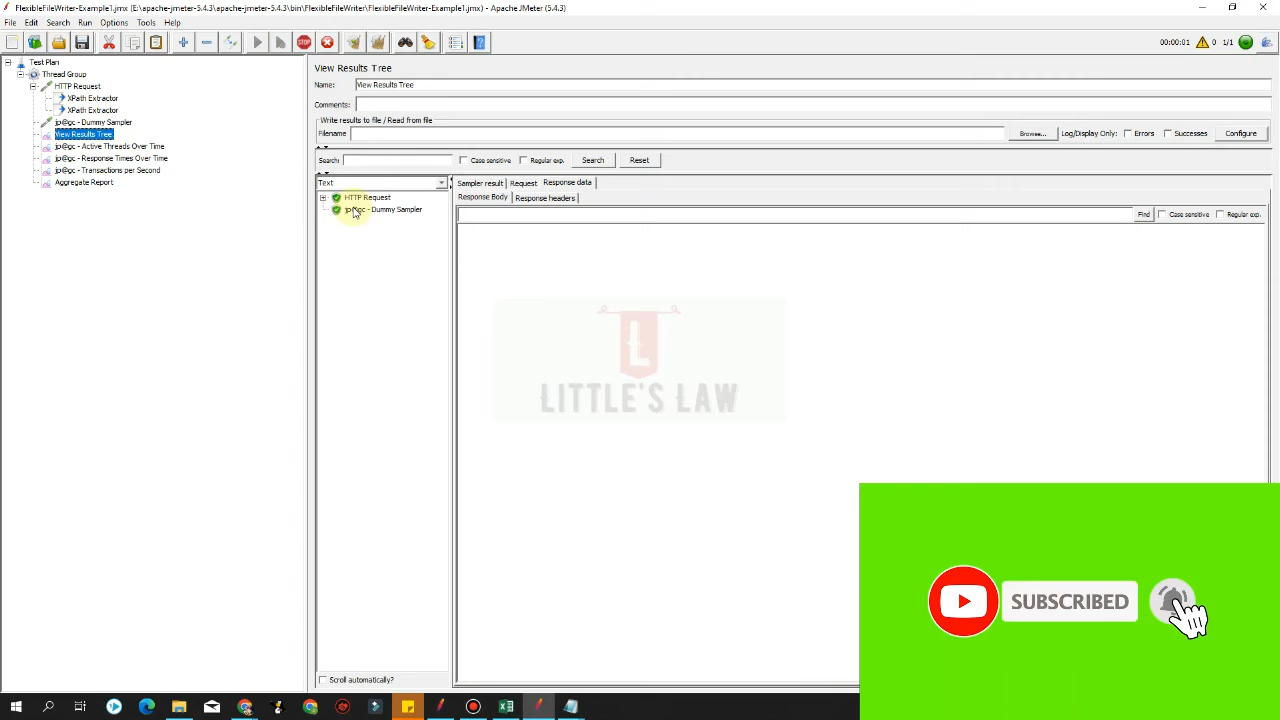 FlexibleFileWriter-Example1.jmx (E:\apache-jmeter-5.4.3\apache-jmeter-5.4.3\bin\FlexibleFileWriter\FlexibleFileWriter-Example1.jmx) - Apache JMeter (5.4.3)
File Edit Search Run Options Tools Help
00:00:01 0 1/1
Test Plan
Thread Group
HTTP Request
XPath Extractor
XPath Extractor
jp@gc - Dummy Sampler
View Results Tree
jp@gc - Active Threads Over Time
jp@gc - Response Times Over Time
jp@gc - Transactions per Second
Aggregate Report
View Results Tree
Name: View Results Tree
Comments:
Write results to file / Read from file
Filename Browse... Log/Display Only: Errors Successes Configure
Search: Case sensitive Regular exp. Search Reset
Text
HTTP Request
jp@gc - Dummy Sampler
Scroll automatically?
Sampler result Request Response data
Response Body Response headers
Find Case sensitive Regular exp.
L
LITTLE'S LAW
SUBSCRIBED